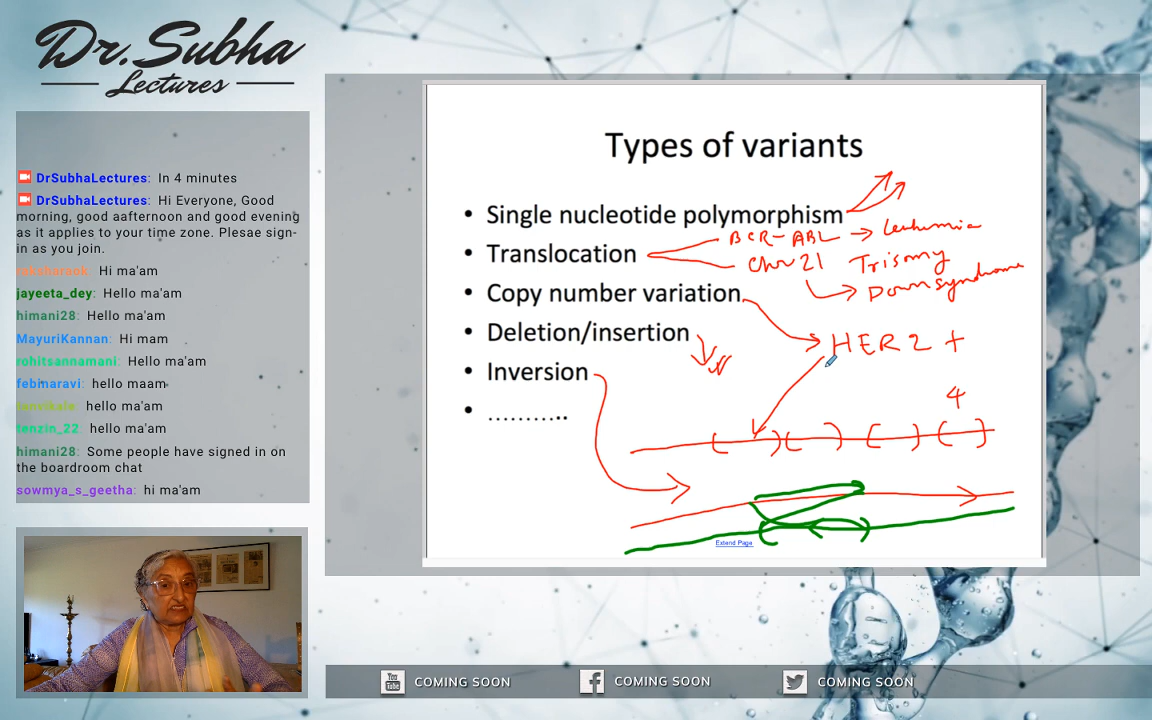 Dr. Subha
Lectures
DrSubhaLectures: In 4 minutes
DrSubhaLectures: Hi Everyone, Good
morning, good aafternoon and good evening
as it applies to your time zone. Plesae sign-
in as you join.
Hi ma'am
jayeeta_dey: Hello ma'am
himani28: Hello ma'am
MayuriKannan: Hi mam
rohitsannamani: Hello ma'am
febinaravi: hello maam
hello ma'am
tenzin_22: hello ma'am
himani28: Some people have signed in on
the boardroom chat
sowmya_s_geetha: hi ma'am
Types of variants
• Single nucleotide polymorphism
• Translocation
BCR-ABL → Leukemia
Chr 21 Trisomy
Down syndrome
• Copy number variation
HER2 +
• Deletion/insertion
• Inversion
• ...........
4
Extend Page
You Tube COMING SOON
f COMING SOON
COMING SOON